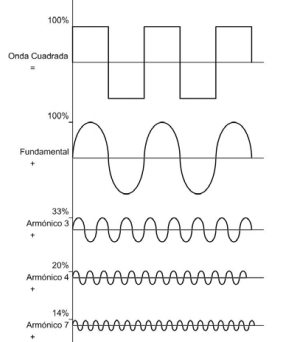 100%
Onda Cuadrada
=
100%
Fundamental
+
33%
Armónico 3
+
20%
Armónico 4
+
14%
Armónico 7
+